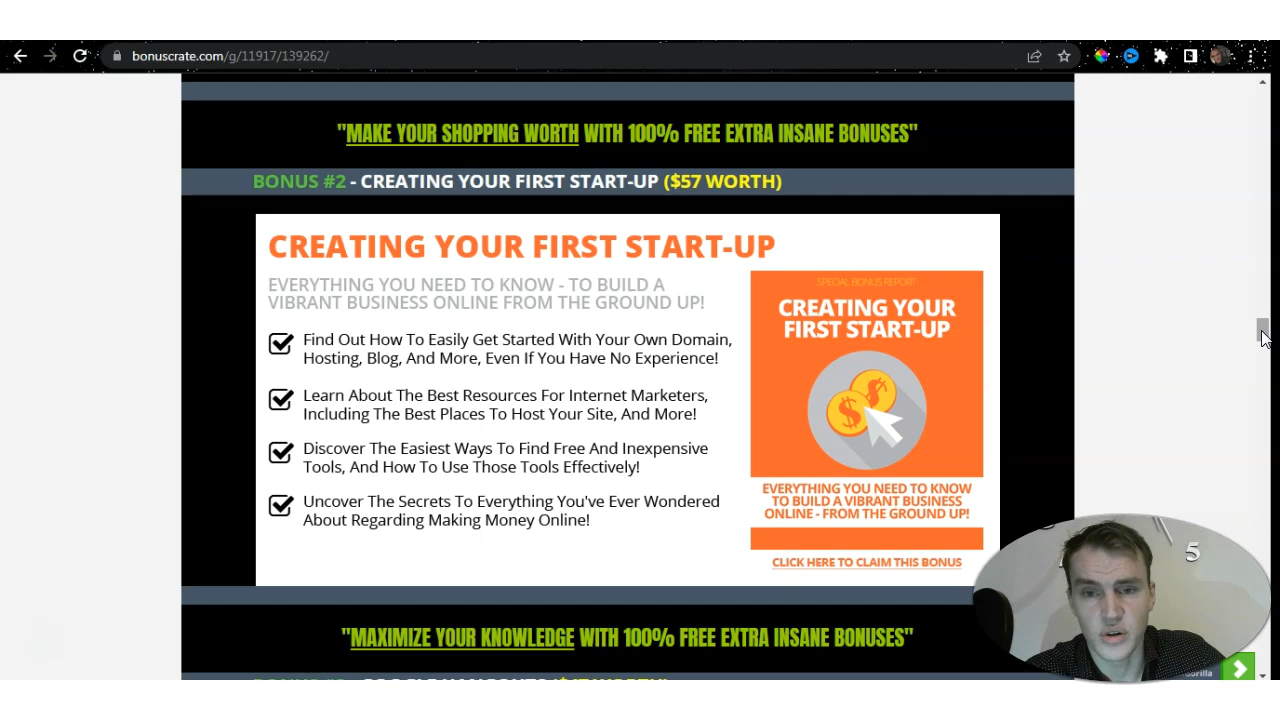 bonuscrate.com/g/11917/139262/
"MAKE YOUR SHOPPING WORTH WITH 100% FREE EXTRA INSANE BONUSES"
BONUS #2 - CREATING YOUR FIRST START-UP ($57 WORTH)
CREATING YOUR FIRST START-UP
EVERYTHING YOU NEED TO KNOW - TO BUILD A
VIBRANT BUSINESS ONLINE FROM THE GROUND UP!
Find Out How To Easily Get Started With Your Own Domain,
Hosting, Blog, And More, Even If You Have No Experience!
Learn About The Best Resources For Internet Marketers,
Including The Best Places To Host Your Site, And More!
Discover The Easiest Ways To Find Free And Inexpensive
Tools, And How To Use Those Tools Effectively!
Uncover The Secrets To Everything You've Ever Wondered
About Regarding Making Money Online!
SPECIAL BONUS REPORT
CREATING YOUR
FIRST START-UP
$ $
EVERYTHING YOU NEED TO KNOW
TO BUILD A VIBRANT BUSINESS
ONLINE - FROM THE GROUND UP!
CLICK HERE TO CLAIM THIS BONUS
5
"MAXIMIZE YOUR KNOWLEDGE WITH 100% FREE EXTRA INSANE BONUSES"